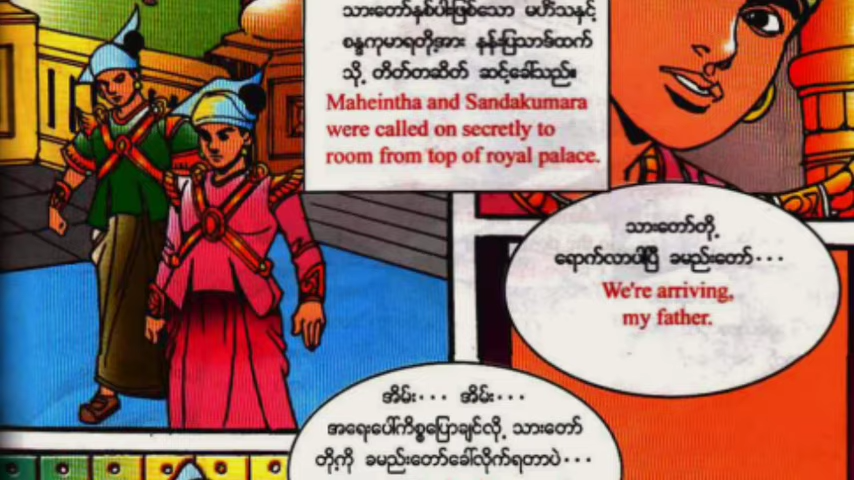 သားတော်နှစ်ပါးဖြစ်သော မဟိံသနှင့်
စန္ဒကုမာရတို့အား နန်းပြာသာဒ်ထက်
သို့ တိတ်တဆိတ် ဆင့်ခေါ်သည်။
Maheintha and Sandakumara
were called on secretly to
room from top of royal palace.
သားတော်တို့
ရောက်လာပါပြီ ခမည်းတော်...
We're arriving,
my father.
အိမ်း... အိမ်း...
အရေးပေါ်ကိစ္စပြောချင်လို့ သားတော်
တို့ကို ခမည်းတော်ခေါ်လိုက်ရတာပဲ...